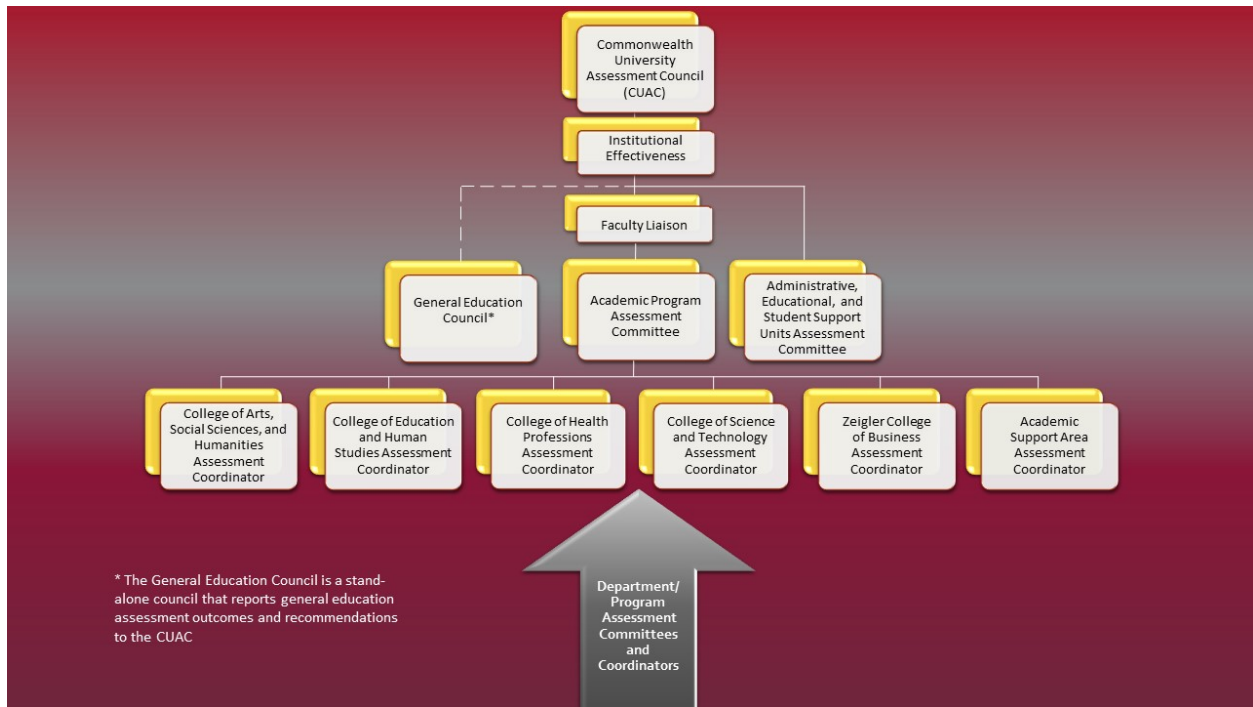 Commonwealth
University
Assessment Council
(CUAC)
Institutional
Effectiveness
Faculty Liaison
General Education
Council*
Academic Program
Assessment
Committee
Administrative,
Educational, and
Student Support
Units Assessment
Committee
College of Arts,
Social Sciences, and
Humanities
Assessment
Coordinator
College of Education
and Human
Studies Assessment
Coordinator
College of Health
Professions
Assessment
Coordinator
College of Science
and Technology
Assessment
Coordinator
Zeigler College
of Business
Assessment
Coordinator
Academic
Support Area
Assessment
Coordinator
* The General Education Council is a stand-
alone council that reports general education
assessment outcomes and recommendations
to the CUAC
Department/
Program
Assessment
Committees
and
Coordinators